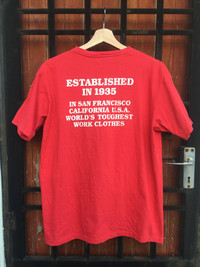 ESTABLISHED
IN 1935
IN SAN FRANCISCO
CALIFORNIA U.S.A.
WORLD'S TOUGHEST
WORK CLOTHES